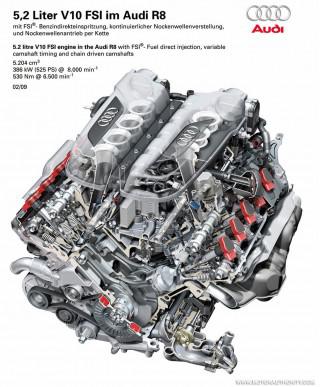 5,2 Liter V10 FSI im Audi R8
mit FSI®- Benzindirekteinspritzung, kontinuierlicher Nockenwellenverstellung,
und Nockenwellenantrieb per Kette
Audi
5.2 litre V10 FSI engine in the Audi R8 with FSI®- Fuel direct injection, variable
camshaft timing and chain driven camshafts
5.204 cm³
386 kW (525 PS) @ 8.000 min⁻¹
530 Nm @ 6.500 min⁻¹
02/09
WWW.MOTORAUTHORITY.COM